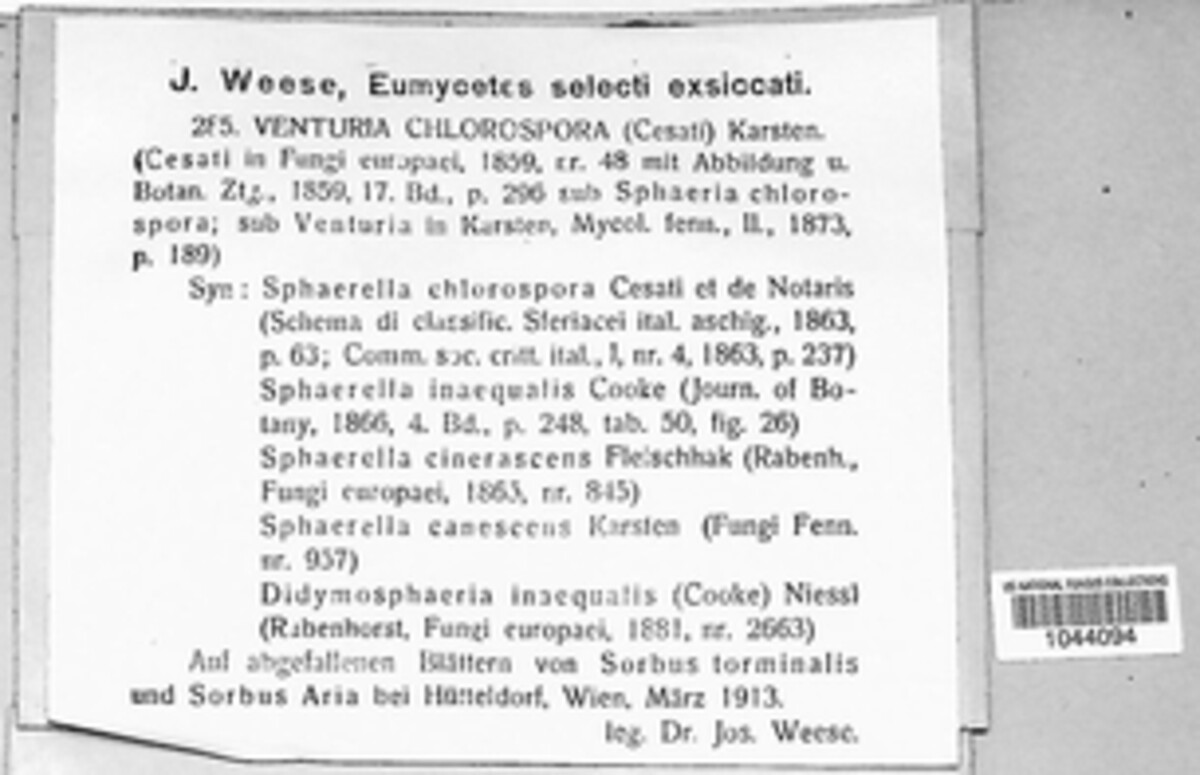 J. Weese, Eumycetes selecti exsiccati.
VENTURIA CHLOROSPORA (Cesati) Karsten.
(Cesati in Fungi europaei, 1859, nr. 48 mit Abbildung u.
Botan. Ztg., 1859, 17. Bd., p. 296 sub Sphaeria chloro-
spora; sub Venturia in Karsten, Mycol. fenn., II., 1873,
p. 189)
Syn: Sphaerella chlorospora Cesati et de Notaris
(Schema di classific. Sferiacei ital. aschig., 1863,
p. 63; Comm. soc. critt. ital., I, nr. 4, 1863, p. 237)
Sphaerella inaequalis Cooke (Journ. of Bo-
tany, 1866, 4. Bd., p. 248, tab. 50, fig. 26)
Sphaerella cinerascens Fleischhak (Rabenh.,
Fungi europaei, 1865, nr. 845)
Sphaerella canescens Karsten (Fungi Fenn.
nr. 957)
Didymosphaeria inaequalis (Cooke) Niessl
(Rabenhorst, Fungi europaei, 1881, nr. 2663)
Auf abgefallenen Blättern von Sorbus torminalis
und Sorbus Aria bei Hütteldorf, Wien, März 1913.
leg. Dr. Jos. Weese.
US NATIONAL FUNGUS COLLECTIONS
1044094